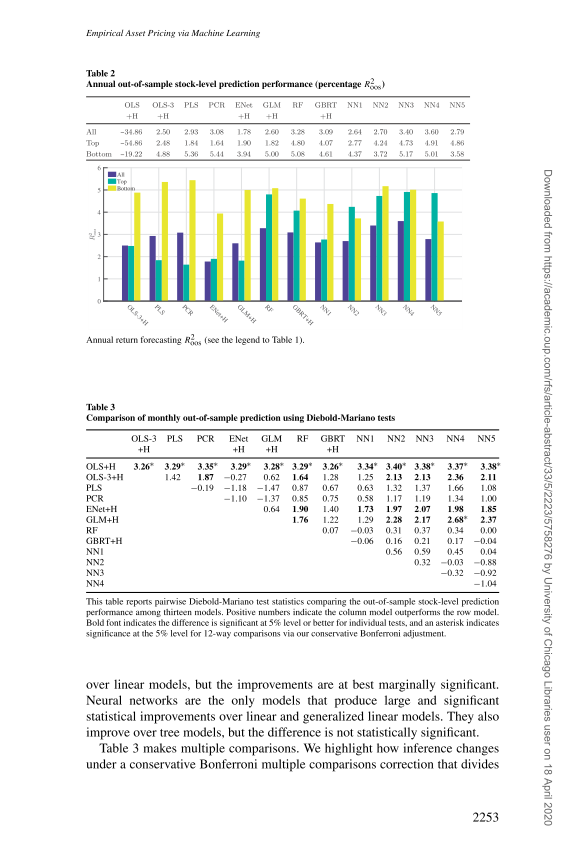 Empirical Asset Pricing via Machine Learning
Table 2
Annual out-of-sample stock-level prediction performance (percentage R²oos)
OLS OLS-3 PLS PCR ENet GLM RF GBRT NN1 NN2 NN3 NN4 NN5
+H +H +H +H +H
All −34.86 2.50 2.93 3.08 1.78 2.60 3.28 3.09 2.64 2.70 3.40 3.60 2.79
Top −54.86 2.48 1.84 1.64 1.90 1.82 4.80 4.07 2.77 4.24 4.73 4.91 4.86
Bottom −19.22 4.88 5.36 5.44 3.94 5.00 5.08 4.61 4.37 3.72 5.17 5.01 3.58
6
All
Top
Bottom
5
4
R²oos 3
2
1
0
OLS-3+H PLS PCR ENet+H GLM+H RF GBRT+H NN1 NN2 NN3 NN4 NN5
Annual return forecasting R²oos (see the legend to Table 1).
Table 3
Comparison of monthly out-of-sample prediction using Diebold-Mariano tests
OLS-3 PLS PCR ENet GLM RF GBRT NN1 NN2 NN3 NN4 NN5
+H +H +H +H
OLS+H 3.26* 3.29* 3.35* 3.29* 3.28* 3.29* 3.26* 3.34* 3.40* 3.38* 3.37* 3.38*
OLS-3+H 1.42 1.87 −0.27 0.62 1.64 1.28 1.25 2.13 2.13 2.36 2.11
PLS −0.19 −1.18 −1.47 0.87 0.67 0.63 1.32 1.37 1.66 1.08
PCR −1.10 −1.37 0.85 0.75 0.58 1.17 1.19 1.34 1.00
ENet+H 0.64 1.90 1.40 1.73 1.97 2.07 1.98 1.85
GLM+H 1.76 1.22 1.29 2.28 2.17 2.68* 2.37
RF 0.07 −0.03 0.31 0.37 0.34 0.00
GBRT+H −0.06 0.16 0.21 0.17 −0.04
NN1 0.56 0.59 0.45 0.04
NN2 0.32 −0.03 −0.88
NN3 −0.32 −0.92
NN4 −1.04
This table reports pairwise Diebold-Mariano test statistics comparing the out-of-sample stock-level prediction
performance among thirteen models. Positive numbers indicate the column model outperforms the row model.
Bold font indicates the difference is significant at 5% level or better for individual tests, and an asterisk indicates
significance at the 5% level for 12-way comparisons via our conservative Bonferroni adjustment.
over linear models, but the improvements are at best marginally significant.
Neural networks are the only models that produce large and significant
statistical improvements over linear and generalized linear models. They also
improve over tree models, but the difference is not statistically significant.
Table 3 makes multiple comparisons. We highlight how inference changes
under a conservative Bonferroni multiple comparisons correction that divides
2253
Downloaded from https://academic.oup.com/rfs/article-abstract/33/5/2223/5758276 by University of Chicago Libraries user on 18 April 2020